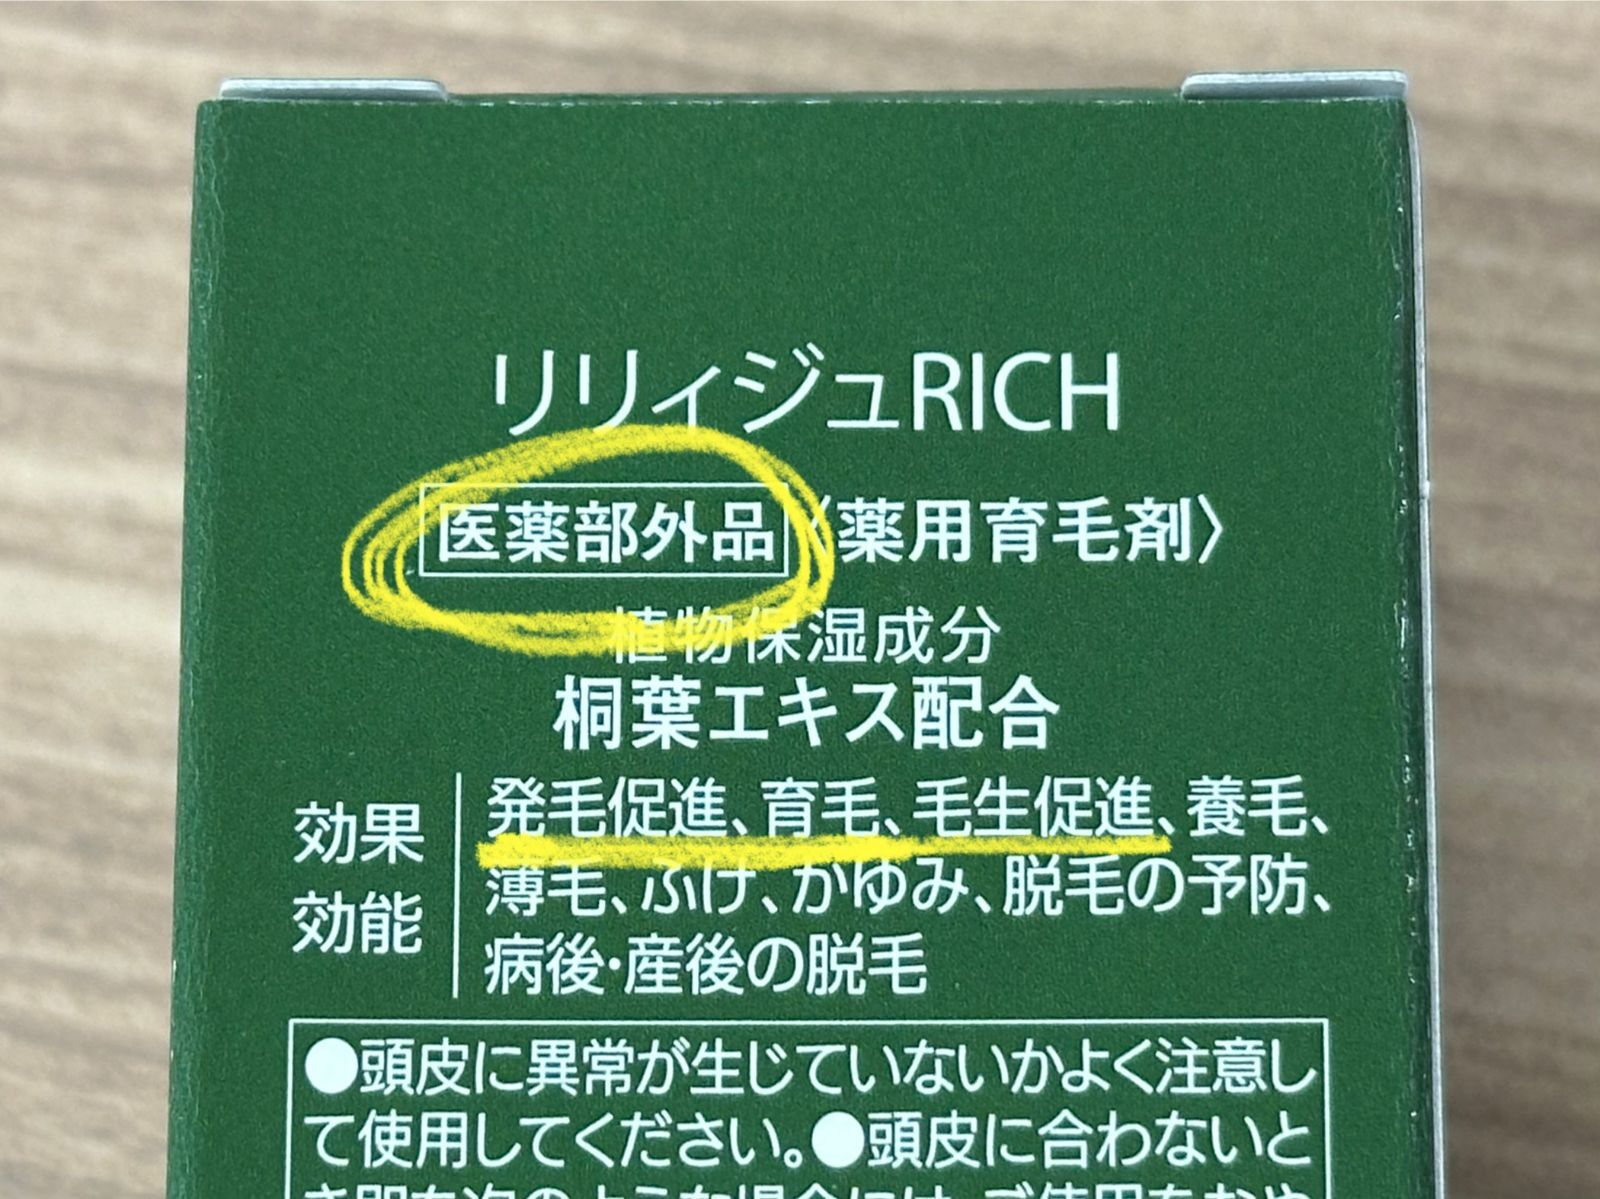 リリィジュRICH
医薬部外品〈薬用育毛剤〉
植物保湿成分
桐葉エキス配合
効果
効能
発毛促進、育毛、毛生促進、養毛、
薄毛、ふけ、かゆみ、脱毛の予防、
病後・産後の脱毛
●頭皮に異常が生じていないかよく注意し
て使用してください。●頭皮に合わないと